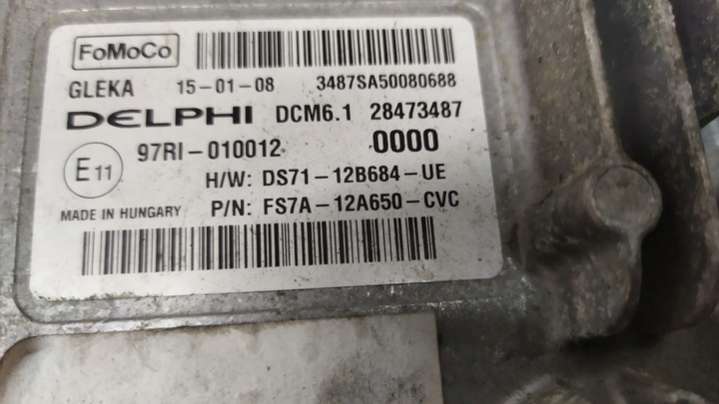 FoMoCo
GLEKA 15-01-08 3487SA50080688
DELPHI DCM6.1 28473487
E11 97RI-010012 0000
H/W: DS71-12B684-UE
MADE IN HUNGARY P/N: FS7A-12A650-CVC